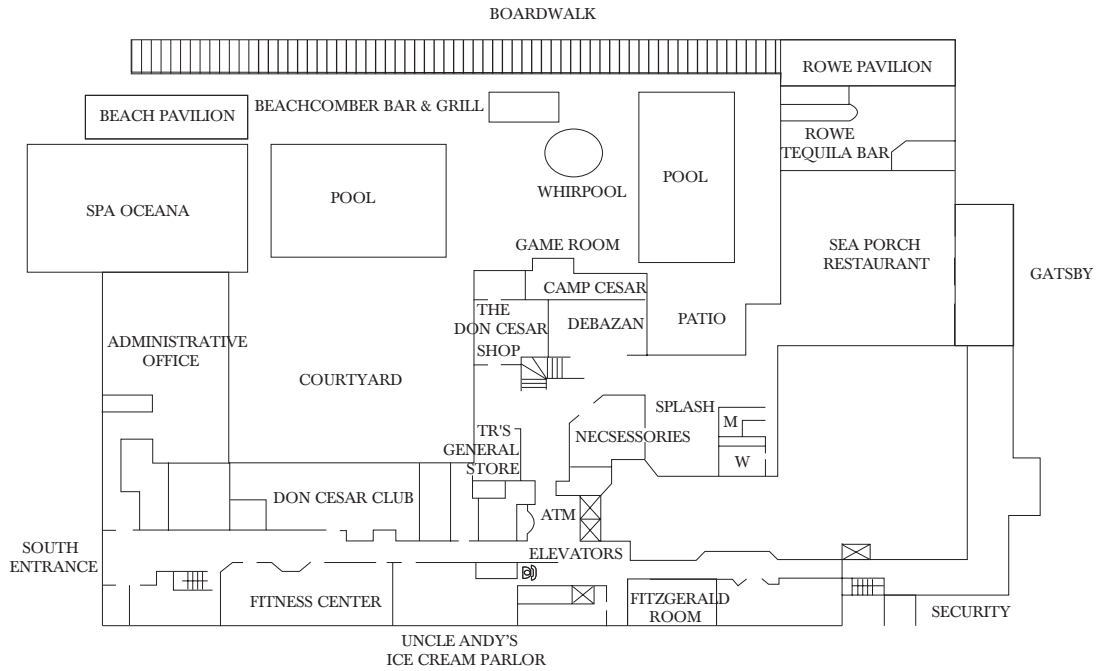 BOARDWALK
ROWE PAVILION
BEACH PAVILION
BEACHCOMBER BAR & GRILL
ROWE
TEQUILA BAR
WHIRPOOL
POOL
POOL
SPA OCEANA
GAME ROOM
SEA PORCH
RESTAURANT
GATSBY
CAMP CESAR
THE
DON CESAR
SHOP
DEBAZAN
PATIO
ADMINISTRATIVE
OFFICE
COURTYARD
SPLASH
M
W
TR'S
GENERAL
STORE
NECSESSORIES
DON CESAR CLUB
ATM
ELEVATORS
SOUTH
ENTRANCE
FITNESS CENTER
FITZGERALD
ROOM
SECURITY
UNCLE ANDY'S
ICE CREAM PARLOR